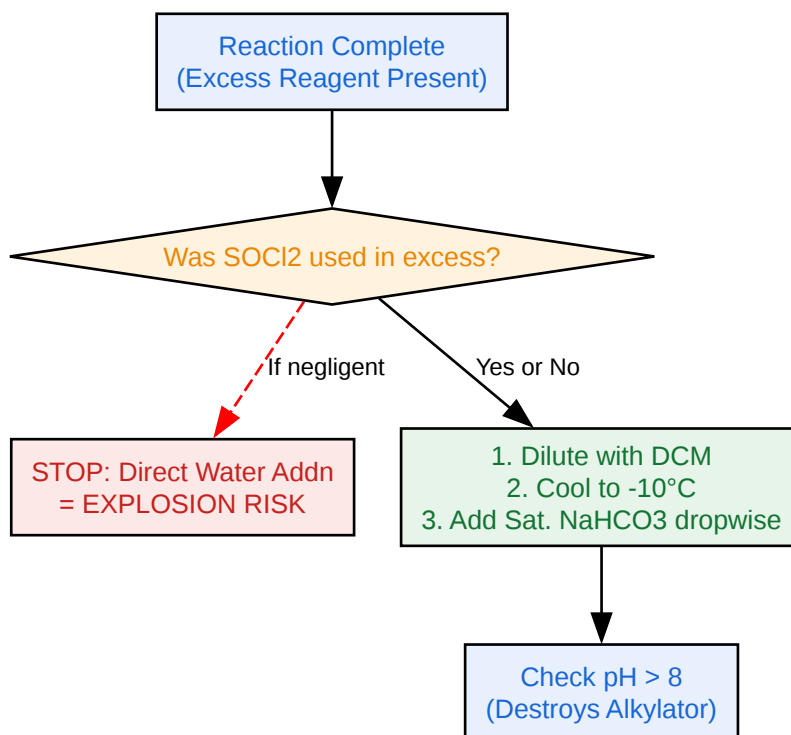 Reaction Complete
(Excess Reagent Present)
Was SOCl2 used in excess?
If negligent
Yes or No
STOP: Direct Water Addn
= EXPLOSION RISK
1. Dilute with DCM
2. Cool to -10°C
3. Add Sat. NaHCO3 dropwise
Check pH > 8
(Destroys Alkylator)